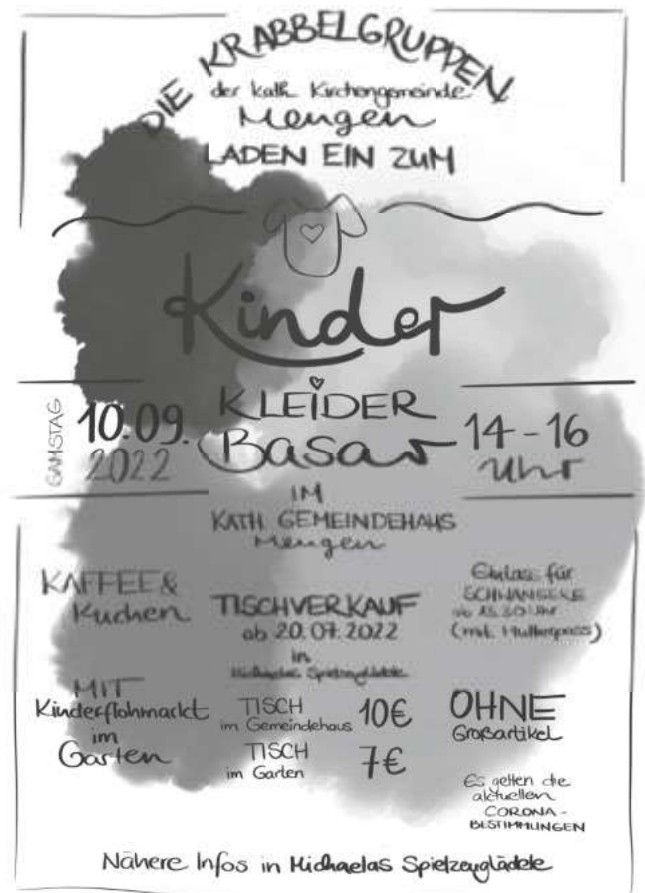 DIE KRABBELGRUPPEN
der kath. Kirchengemeinde
Mengen
LADEN EIN ZUM
Kinder
KLEIDER
Basar
SAMSTAG
10.09.
2022
14-16
Uhr
IM
KATH. GEMEINDEHAUS
Mengen
KAFFEE &
Kuchen
TISCHVERKAUF
ab 20.07.2022
in
Michaelas Spielzeuglädele
Einlass für
SCHWANGERE
ab 13.30 Uhr
(mit Mutterpass)
MIT
Kinderflohmarkt
im
Garten
TISCH
im Gemeindehaus
10€
TISCH
im Garten
7€
OHNE
Großartikel
Es gelten die
aktuellen
CORONA-
BESTIMMUNGEN
Nähere Infos in Michaelas Spielzeuglädele